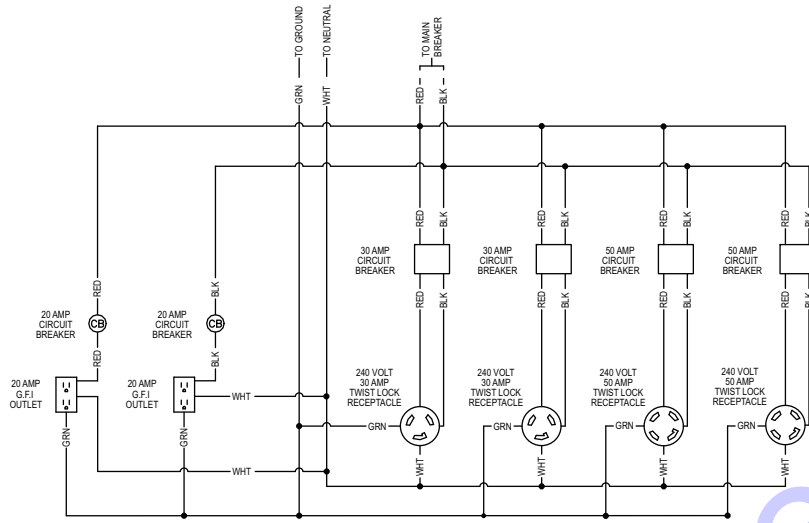 TO GROUND
TO NEUTRAL
TO MAIN
BREAKER
GRN
WHT
RED
BLK
RED
BLK
RED
BLK
RED
BLK
RED
BLK
30 AMP
CIRCUIT
BREAKER
30 AMP
CIRCUIT
BREAKER
50 AMP
CIRCUIT
BREAKER
50 AMP
CIRCUIT
BREAKER
RED
BLK
RED
BLK
RED
BLK
RED
BLK
RED
BLK
20 AMP
CIRCUIT
BREAKER
CB
20 AMP
CIRCUIT
BREAKER
CB
RED
BLK
20 AMP
G.F.I
OUTLET
20 AMP
G.F.I
OUTLET
240 VOLT
30 AMP
TWIST LOCK
RECEPTACLE
240 VOLT
30 AMP
TWIST LOCK
RECEPTACLE
240 VOLT
50 AMP
TWIST LOCK
RECEPTACLE
240 VOLT
50 AMP
TWIST LOCK
RECEPTACLE
WHT
GRN
GRN
GRN
GRN
GRN
GRN
WHT
WHT
WHT
WHT
WHT